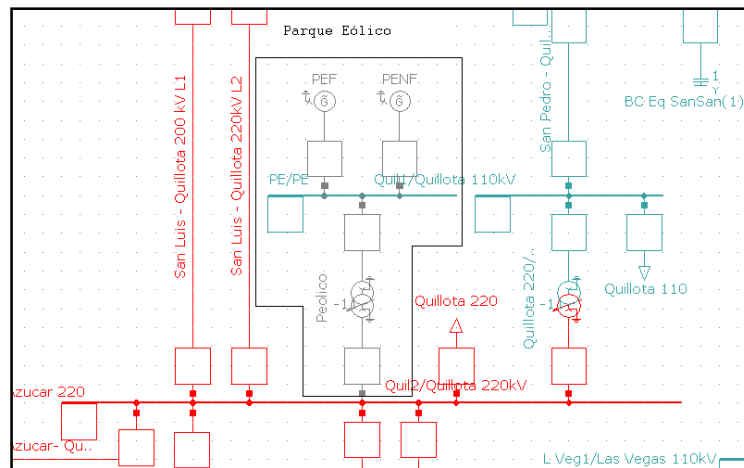 Parque Eólico
PEF
PENF
San Luis - Quillota 200 kV L1
San Luis - Quillota 220kV L2
San Pedro - Quil..
1
Y
BC Eq SanSan(1)
PE/PE
Quil1/Quillota 110kV
Peolico
-1
Quillota 220/..
-1
Quillota 110
Quillota 220
Azucar 220
Quil2/Quillota 220kV
Azucar- Qu..
L Veg1/Las Vegas 110kV